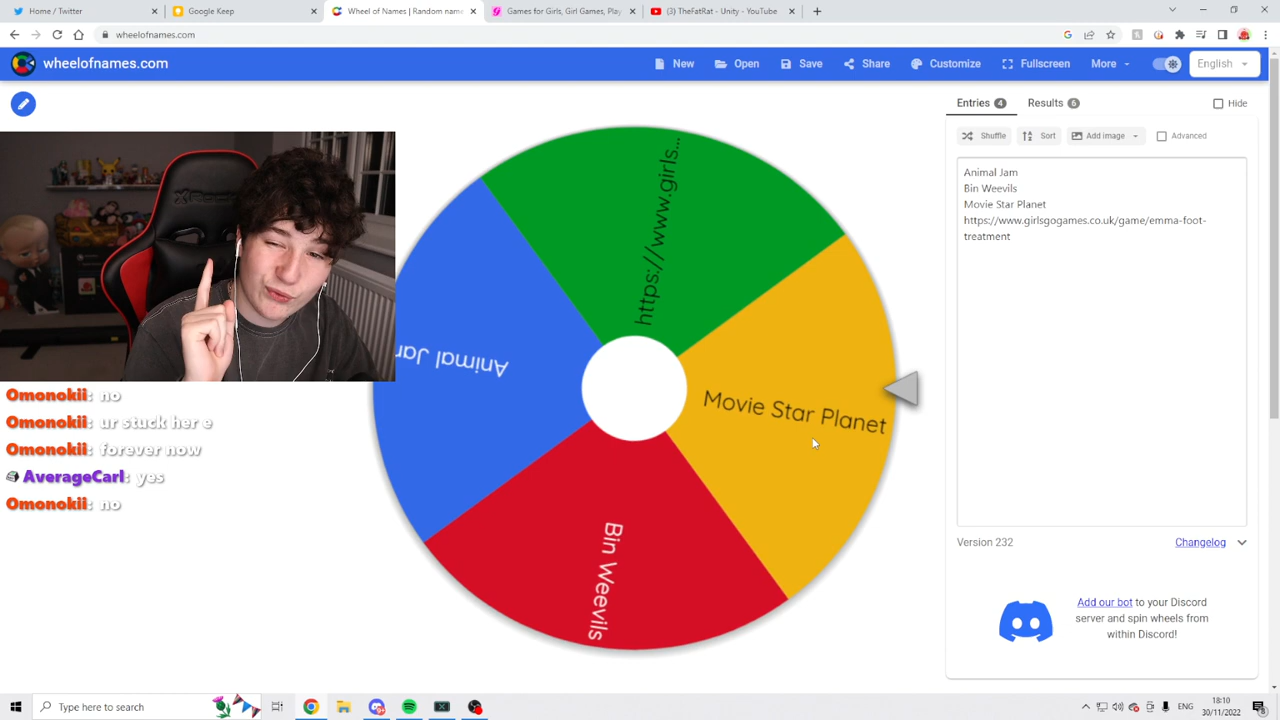 Home / Twitter
Google Keep
Wheel of Names | Random name
Games for Girls, Girl Games, Play
(3) TheFatRat - Unity - YouTube
wheelofnames.com
wheelofnames.com
New
Open
Save
Share
Customize
Fullscreen
More
English
Entries 4
Results 6
Hide
Shuffle
Sort
Add image
Advanced
Animal Jam
Bin Weevils
Movie Star Planet
https://www.girlsgogames.co.uk/game/emma-foot-
treatment
https://www.girls...
Animal Jar
Movie Star Planet
Bin Weevils
Omonokii: no
Omonokii: ur stuck her e
Omonokii: forever now
AverageCarl: yes
Omonokii: no
Version 232
Changelog
Add our bot to your Discord
server and spin wheels from
within Discord!
Type here to search
ENG
18:10
30/11/2022